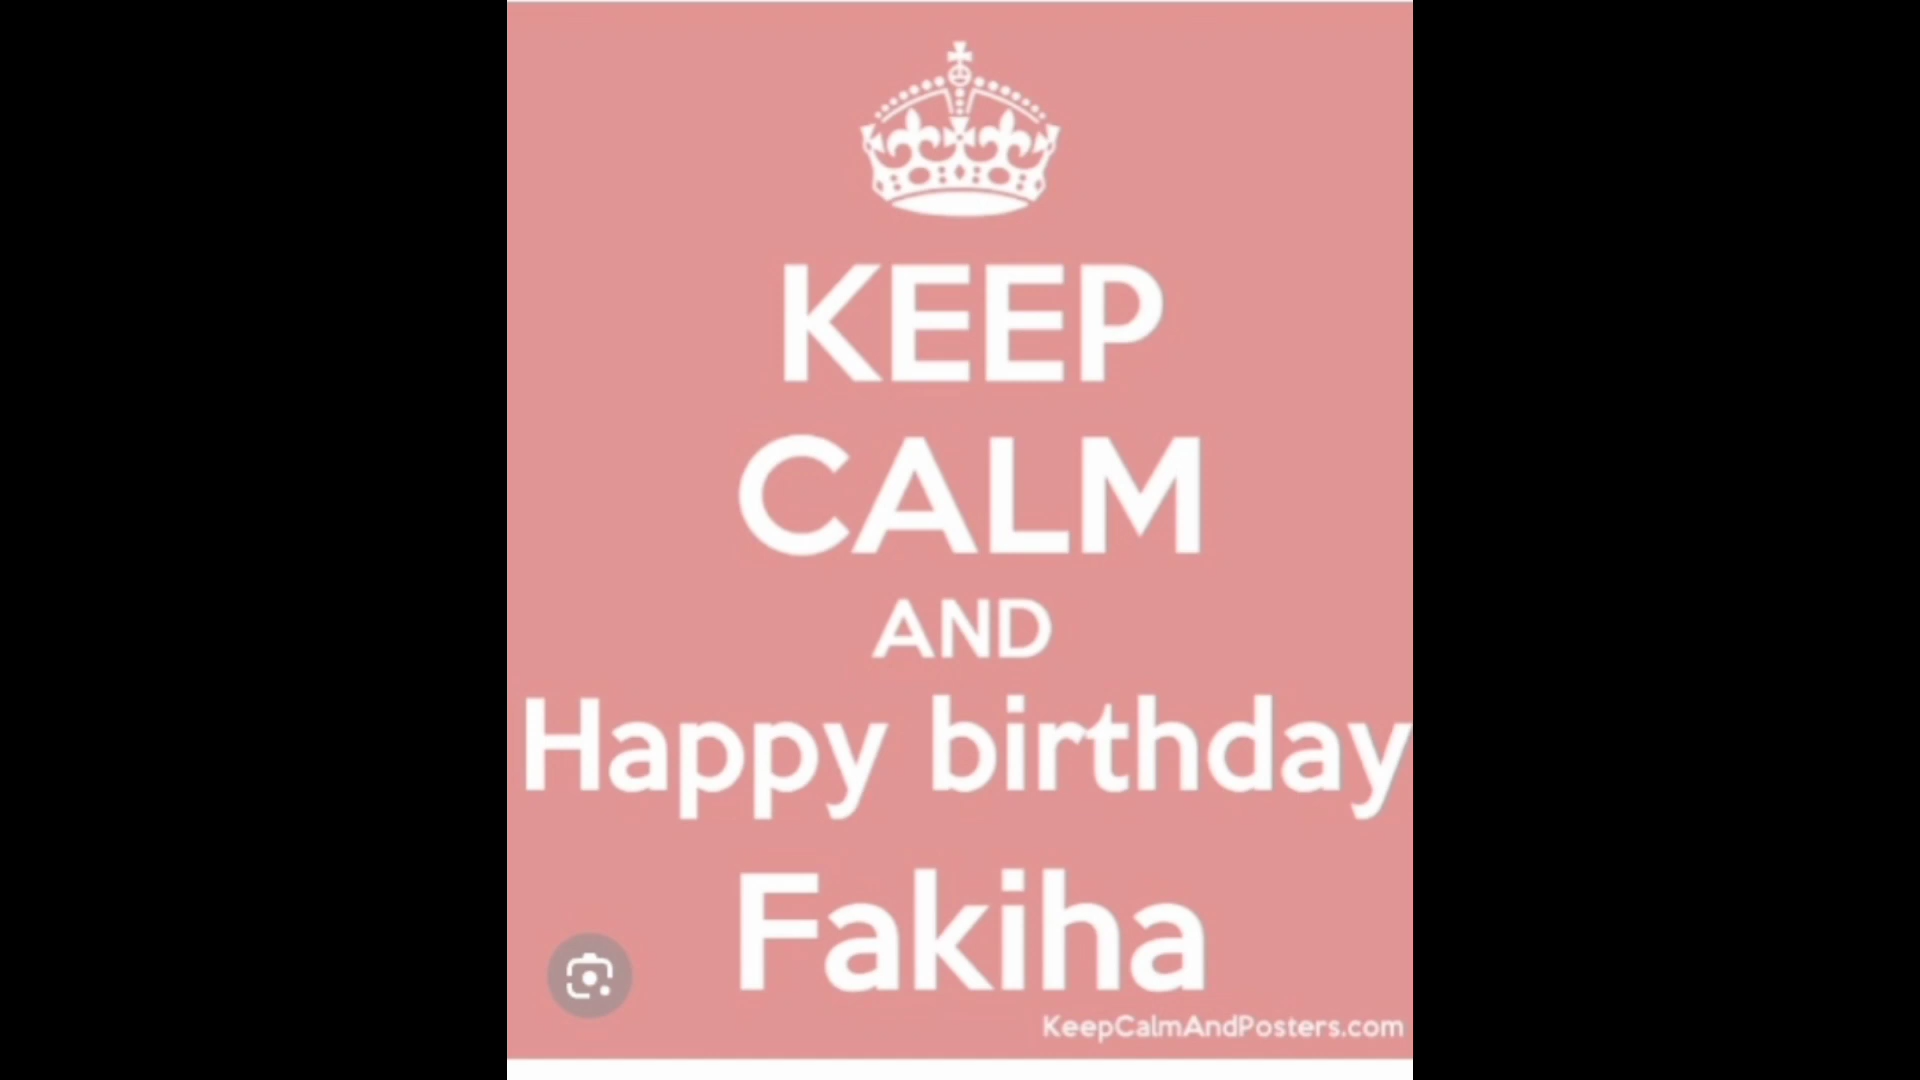 KEEP
CALM
AND
Happy birthday
Fakiha
KeepCalmAndPosters.com